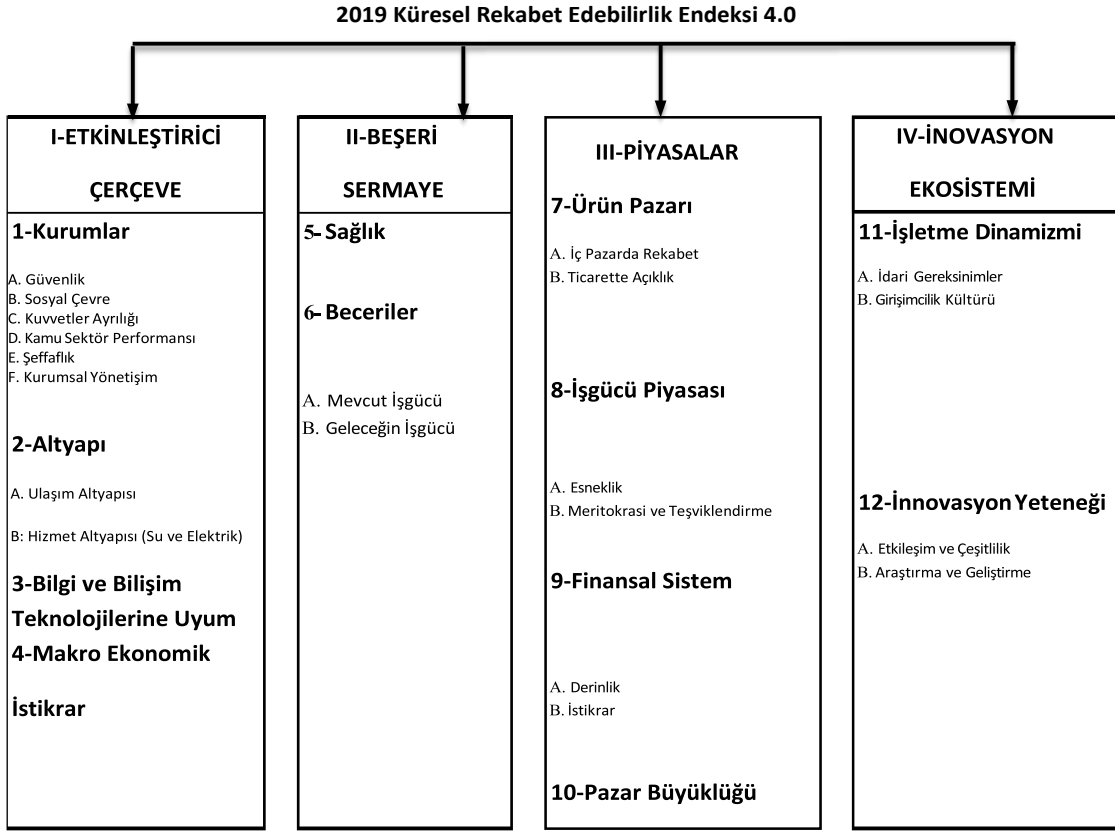 2019 Küresel Rekabet Edebilirlik Endeksi 4.0
I-ETKİNLEŞTİRİCİ
ÇERÇEVE
1-Kurumlar
A. Güvenlik
B. Sosyal Çevre
C. Kuvvetler Ayrılığı
D. Kamu Sektör Performansı
E. Şeffaflık
F. Kurumsal Yönetişim
2-Altyapı
A. Ulaşım Altyapısı
B: Hizmet Altyapısı (Su ve Elektrik)
3-Bilgi ve Bilişim
Teknolojilerine Uyum
4-Makro Ekonomik
İstikrar
II-BEŞERİ
SERMAYE
5-Sağlık
6-Beceriler
A. Mevcut İşgücü
B. Geleceğin İşgücü
III-PİYASALAR
7-Ürün Pazarı
A. İç Pazarda Rekabet
B. Ticarette Açıklık
8-İşgücü Piyasası
A. Esneklik
B. Meritokrasi ve Teşviklendirme
9-Finansal Sistem
A. Derinlik
B. İstikrar
10-Pazar Büyüklüğü
IV-İNOVASYON
EKOSİSTEMİ
11-İşletme Dinamizmi
A. İdari Gereksinimler
B. Girişimcilik Kültürü
12-İnnovasyon Yeteneği
A. Etkileşim ve Çeşitlilik
B. Araştırma ve Geliştirme